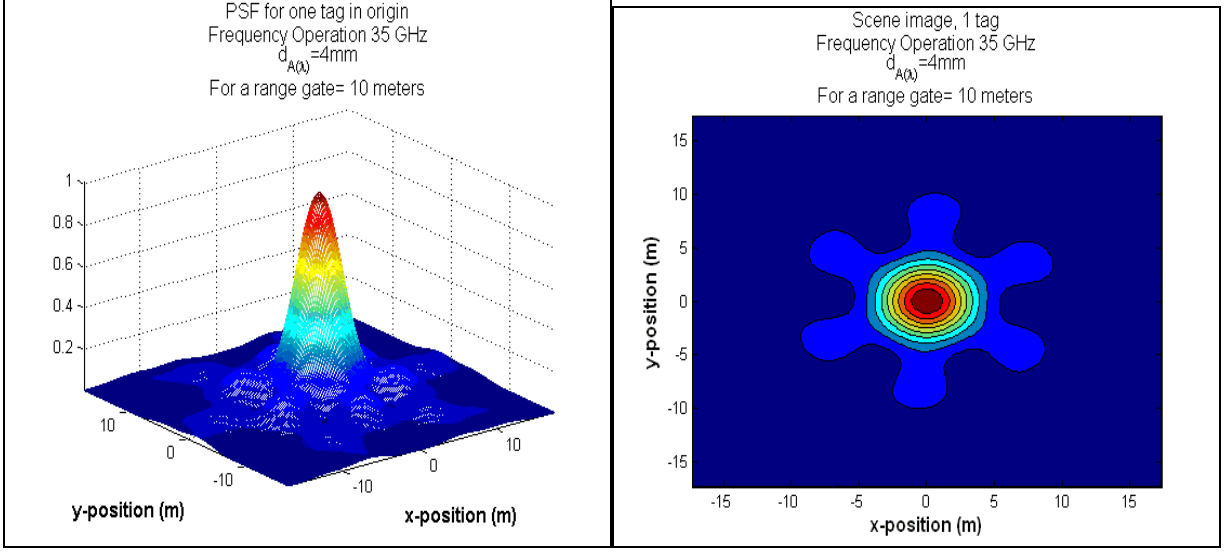 PSF for one tag in origin
Frequency Operation 35 GHz
d_A(λ)=4mm
For a range gate= 10 meters
1
0.8
0.6
0.4
0.2
10
0
-10
-10
0
10
y-position (m)
x-position (m)
Scene image, 1 tag
Frequency Operation 35 GHz
d_A(λ)=4mm
For a range gate= 10 meters
15
10
5
0
-5
-10
-15
-15
-10
-5
0
5
10
15
y-position (m)
x-position (m)